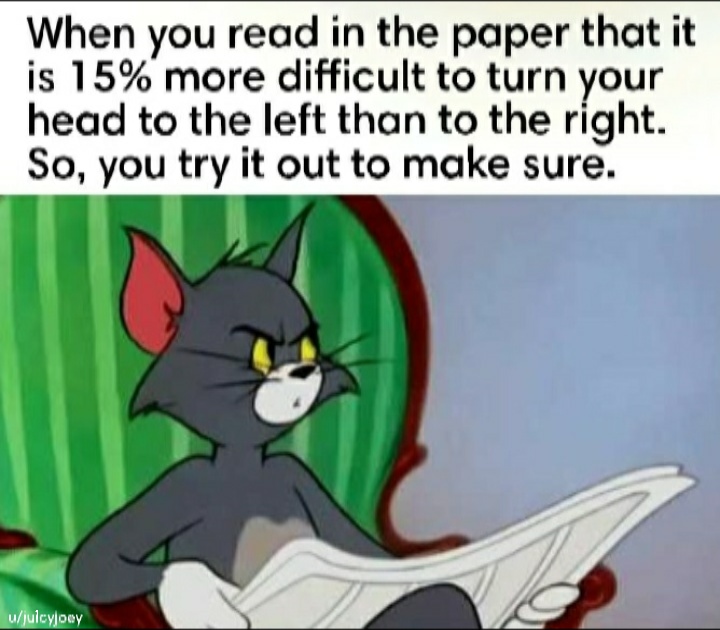 When you read in the paper that it
is 15% more difficult to turn your
head to the left than to the right.
So, you try it out to make sure.
u/juicyjoey